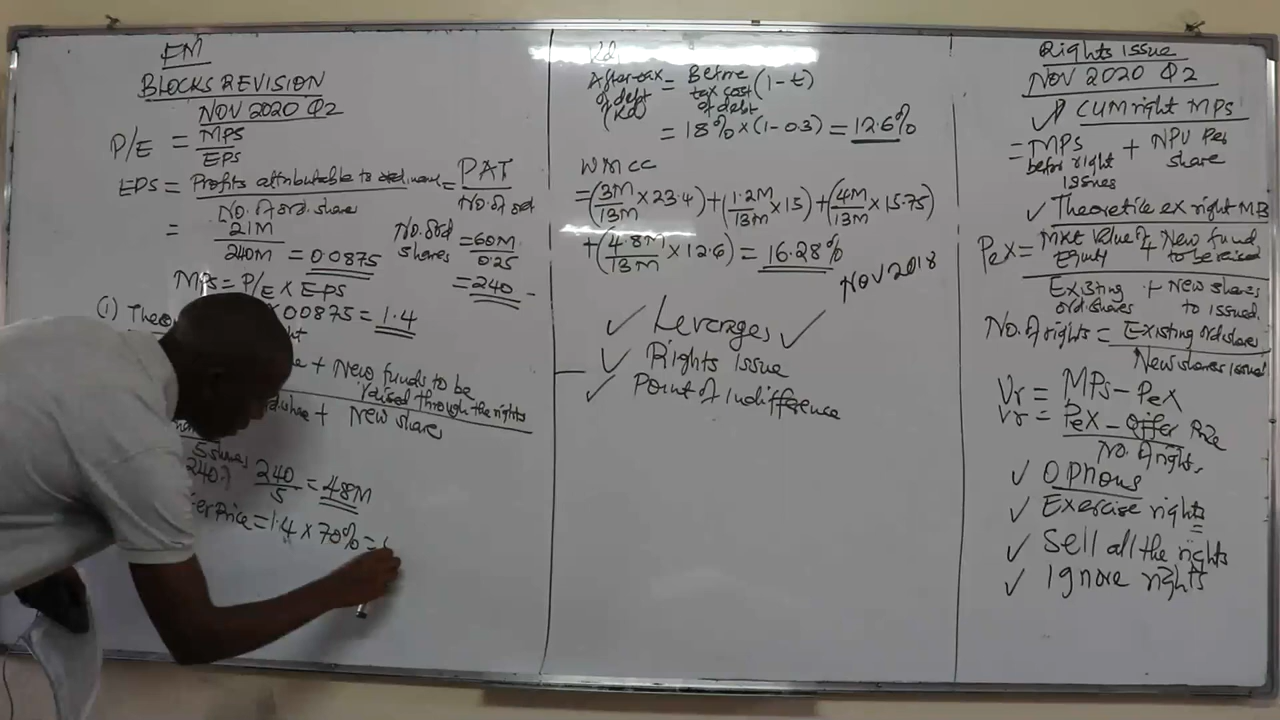 FM
BLOCKS REVISION
NOV 2020 Q2
P/E = MPS
EPS
EPS = Profits attributable to = PAT
No. of ord. share No. of ord
= 21M
240M = 0.0875
No. ord shares = 60M
0.25
= 240
MPS = P/E X EPS
X 00875 = 1.4
(1) Theo
+ New funds to be
raised through the rights
+ New share
5 shares
240 240 = 48M
5
Price = 1.4 x 70% =
Kd
After tax = Before (1-t)
of debt tax cost
(Kd) of debt
= 18% x (1-0.3) = 12.6%
WMCC
= (3M x 23.4) + (1.2M x 15) + (4M x 15.75)
13M 13M 13M
+ (4.8M x 12.6) = 16.28%
13M
NOV 2018
✓ Leverages ✓
✓ Rights Issue
✓ Point of Indifference
Rights Issue
NOV 2020 Q2
✓ CUM right MPS
= MPS + NPV Per
before right share
issues
✓ Theoretical ex right MB
Pex = Mkt Value of + New fund
Equity to be raised
Existing + New shares
ord. shares to issued.
No. of rights = Existing ord shares
New shares issued
Vr = MPS - Pex
Vr = Pex - Offer Price
No. of rights,
✓ Options
✓ Exercise rights
✓ Sell all the rights
✓ Ignore rights